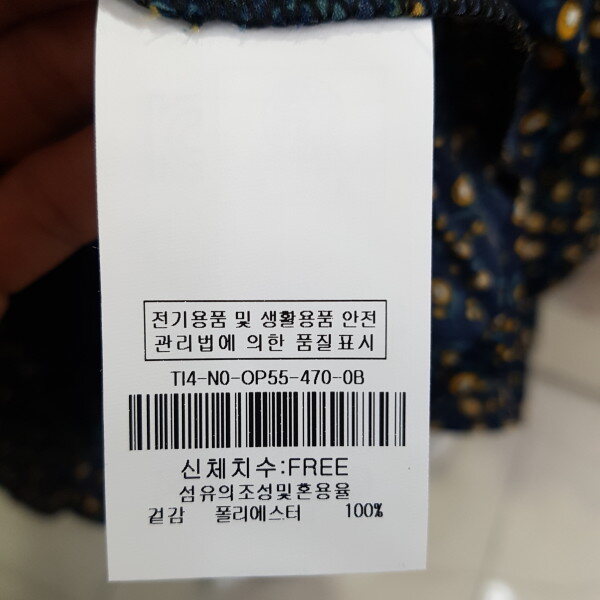 전기용품 및 생활용품 안전
관리법에 의한 품질표시
TI4-N0-OP55-470-0B
신체치수:FREE
섬유의조성및혼용율
겉감 폴리에스터 100%